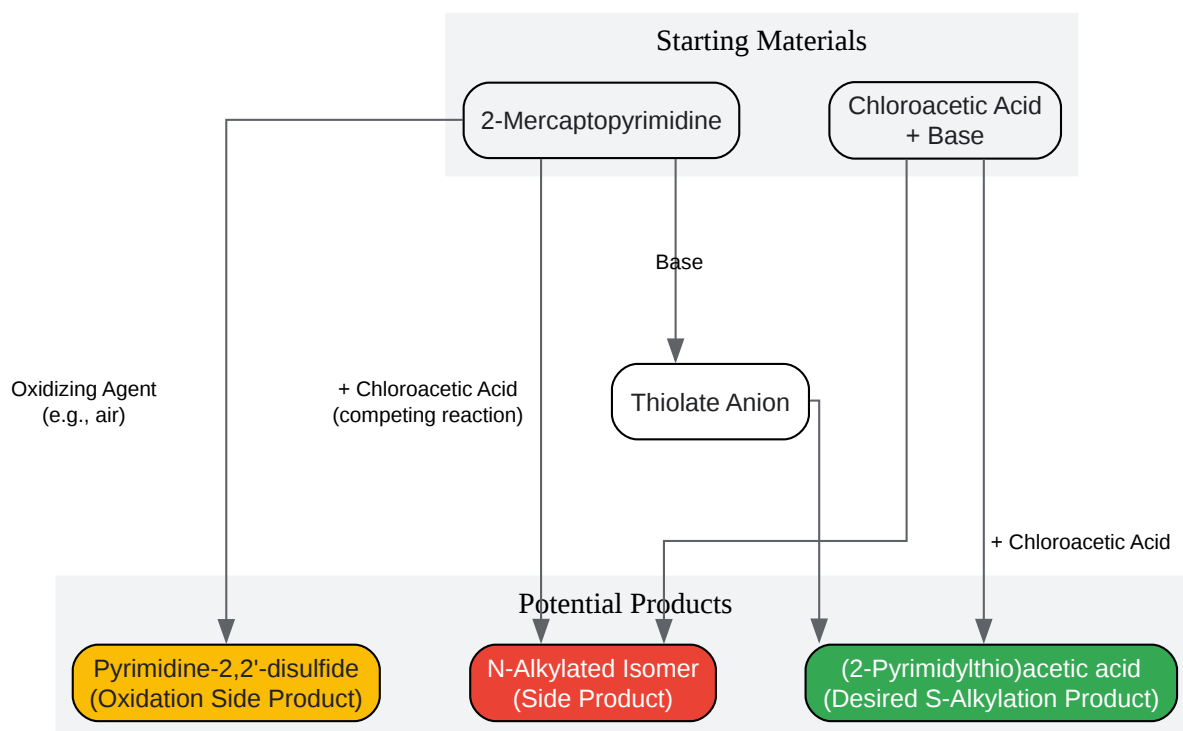 Starting Materials
2-Mercaptopyrimidine
Chloroacetic Acid
+ Base
Base
Oxidizing Agent
(e.g., air)
+ Chloroacetic Acid
(competing reaction)
Thiolate Anion
+ Chloroacetic Acid
Potential Products
Pyrimidine-2,2'-disulfide
(Oxidation Side Product)
N-Alkylated Isomer
(Side Product)
(2-Pyrimidylthio)acetic acid
(Desired S-Alkylation Product)